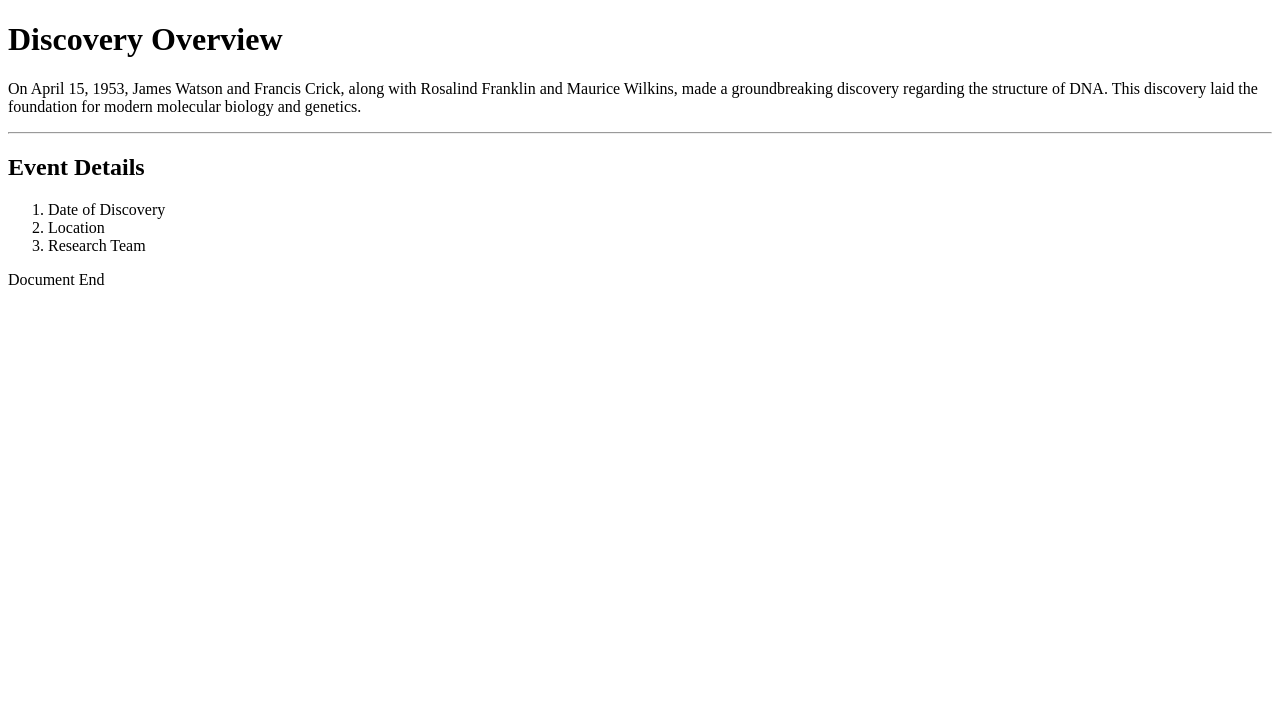 Discovery Overview
On April 15, 1953, James Watson and Francis Crick, along with Rosalind Franklin and Maurice Wilkins, made a groundbreaking discovery regarding the structure of DNA. This discovery laid the
foundation for modern molecular biology and genetics.
Event Details
1. Date of Discovery
2. Location
3. Research Team
Document End